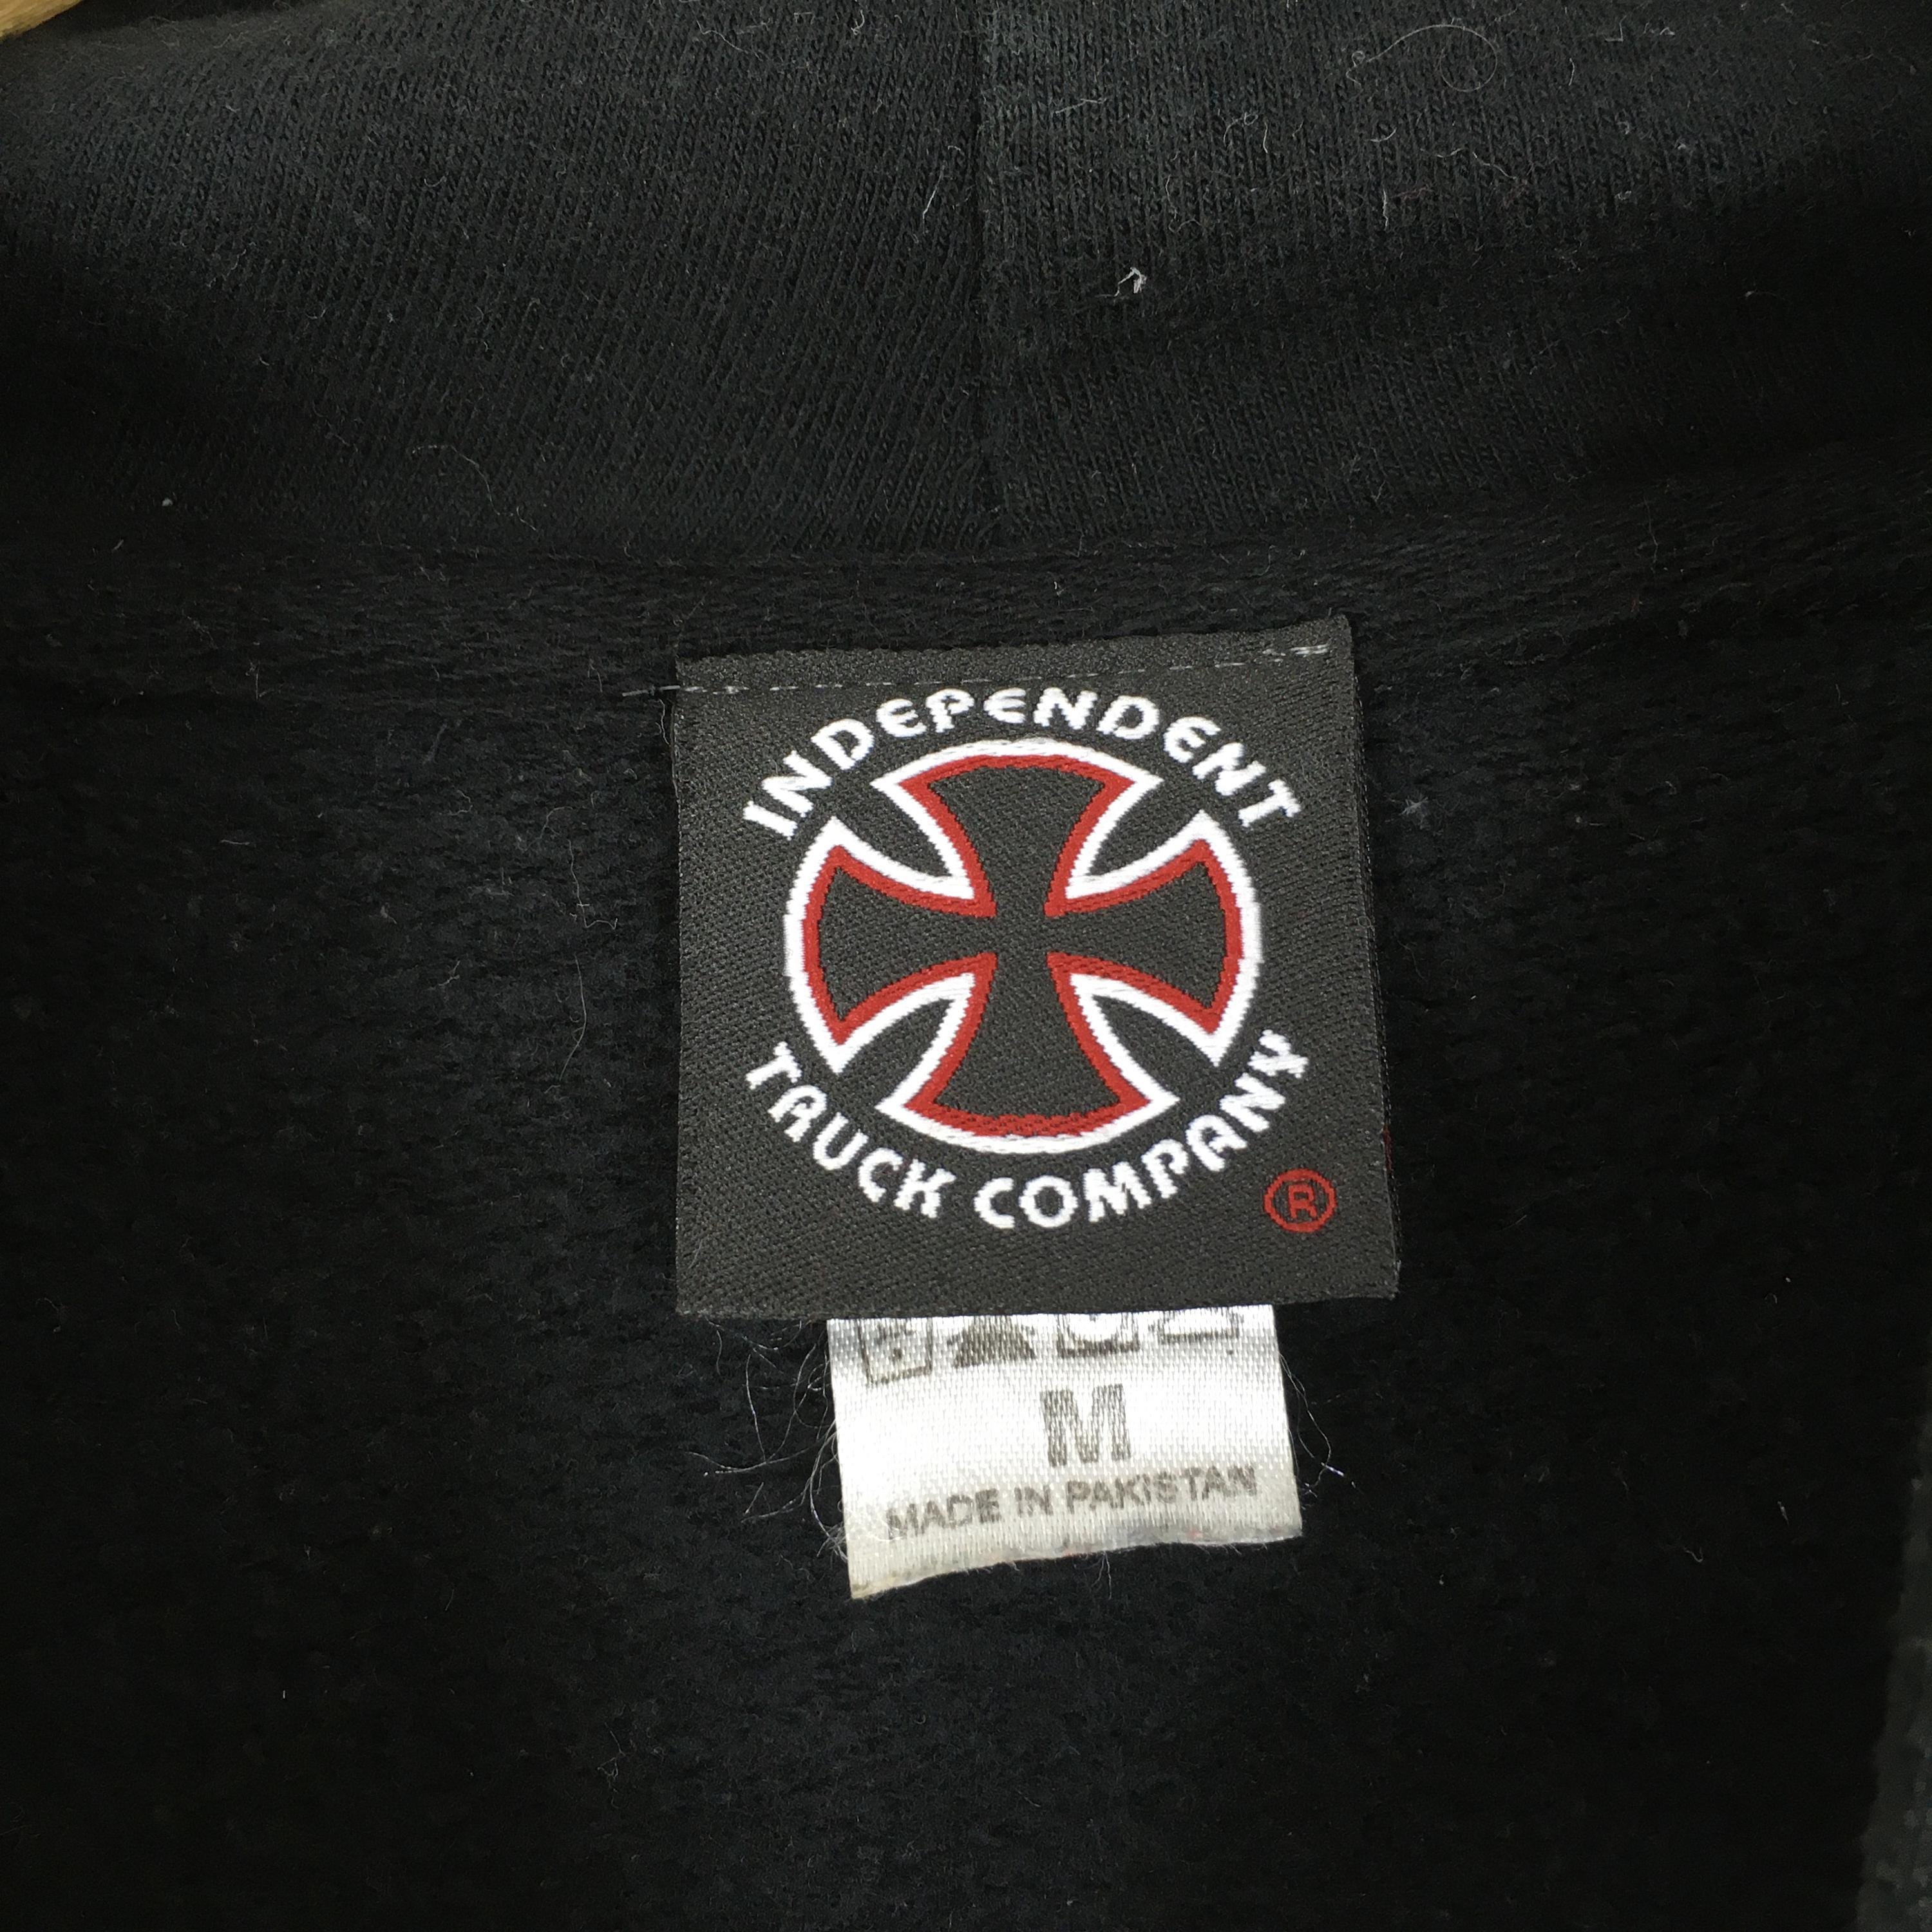 INDEPENDENT
TRUCK COMPANY
®
M
MADE IN PAKISTAN